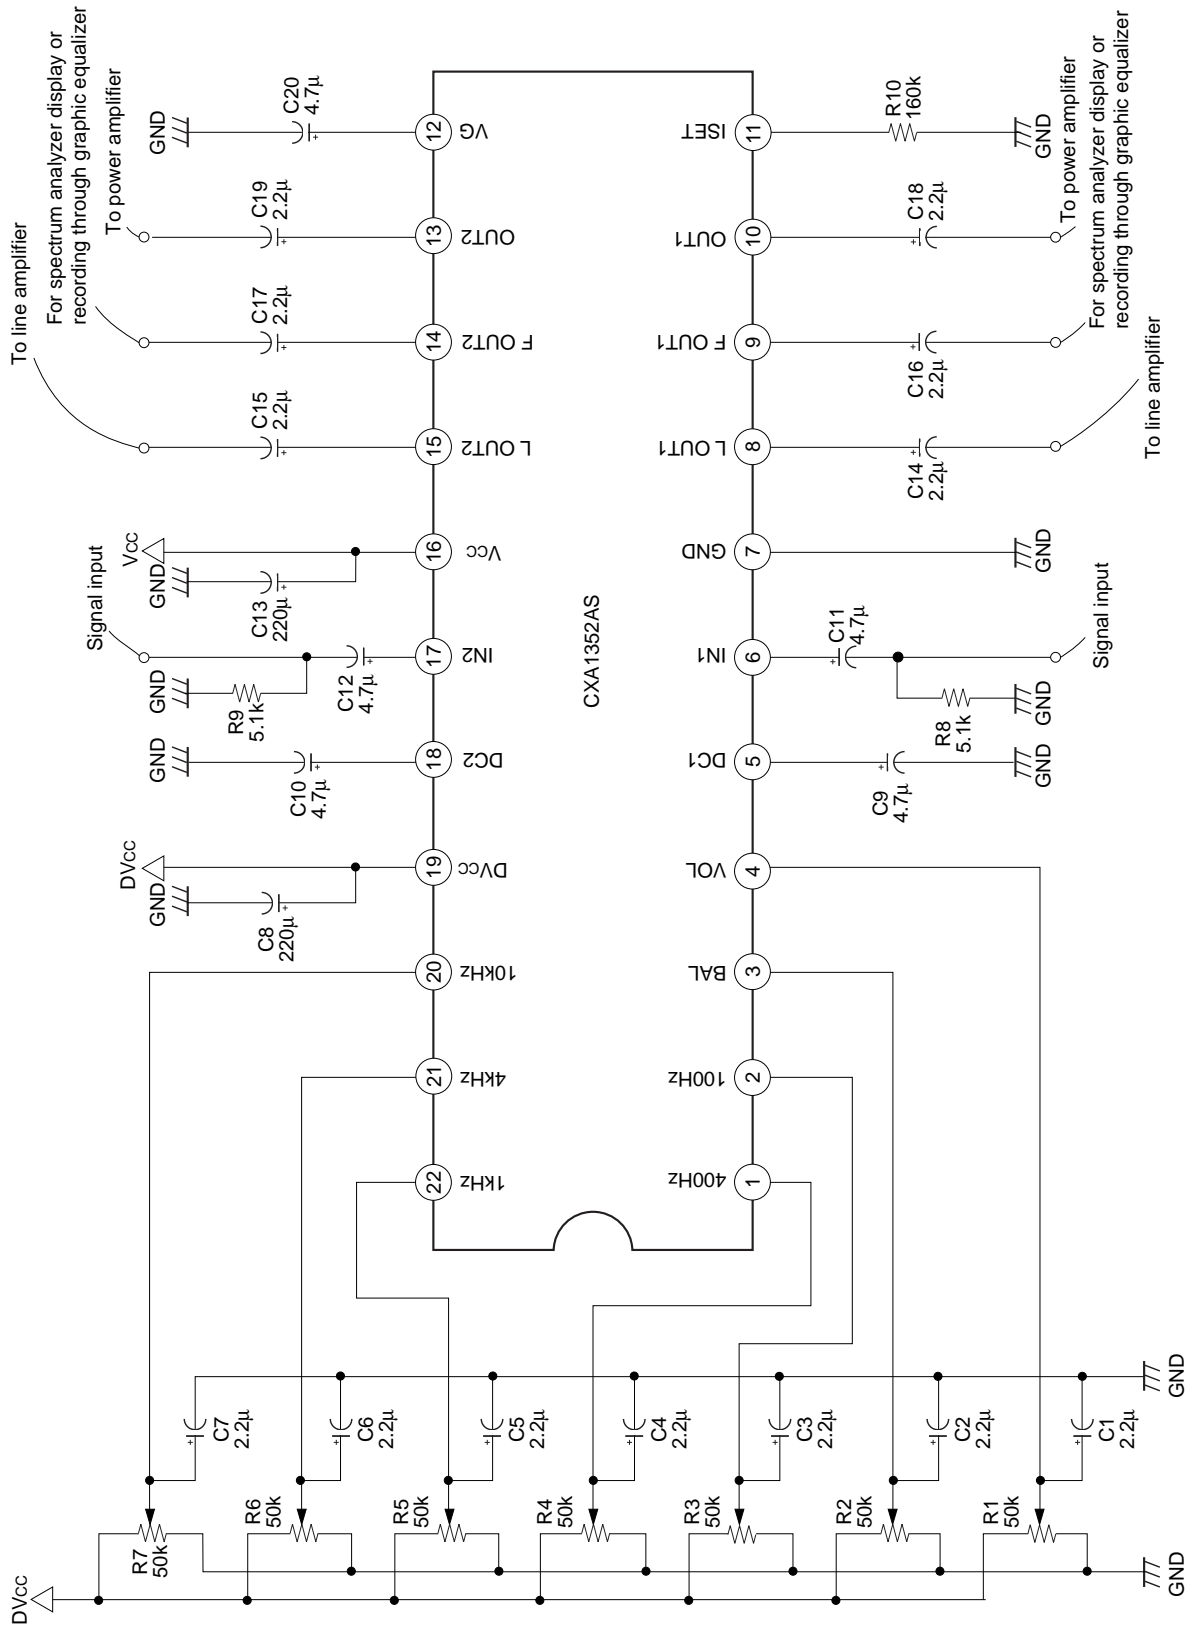 GND
C20
4.7µ
12
VG
To power amplifier
C19
2.2µ
13
OUT2
For spectrum analyzer display or
recording through graphic equalizer
C17
2.2µ
14
F OUT2
To line amplifier
C15
2.2µ
15
L OUT2
Vcc
GND
C13
220µ
16
Vcc
Signal input
GND
R9
5.1k
C12
4.7µ
17
IN2
GND
C10
4.7µ
18
DC2
DVcc
GND
C8
220µ
19
DVcc
20
10kHz
21
4kHz
22
1kHz
CXA1352AS
ISET
11
R10
160k
GND
OUT1
10
C18
2.2µ
To power amplifier
F OUT1
9
C16
2.2µ
For spectrum analyzer display or
recording through graphic equalizer
L OUT1
8
C14
2.2µ
To line amplifier
GND
7
GND
IN1
6
C11
4.7µ
R8
5.1k
GND
Signal input
DC1
5
C9
4.7µ
GND
VOL
4
BAL
3
100Hz
2
400Hz
1
C7
2.2µ
C6
2.2µ
C5
2.2µ
C4
2.2µ
C3
2.2µ
C2
2.2µ
C1
2.2µ
GND
R7
50k
R6
50k
R5
50k
R4
50k
R3
50k
R2
50k
R1
50k
DVcc
GND